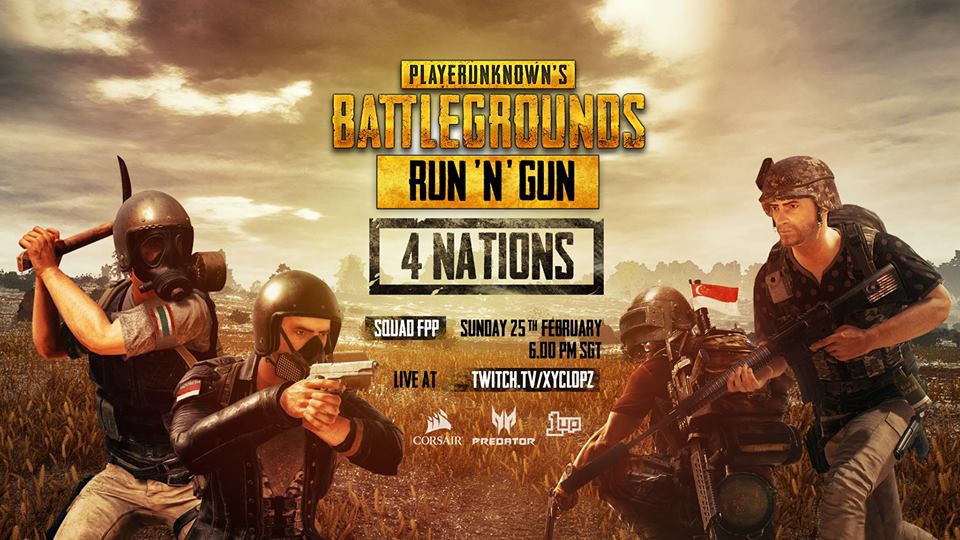 PLAYERUNKNOWN'S
BATTLEGROUNDS
RUN 'N' GUN
4 NATIONS
SQUAD FPP SUNDAY 25TH FEBRUARY
6.00 PM SGT
LIVE AT TWITCH.TV/XYCLOPZ
CORSAIR PREDATOR 1UP